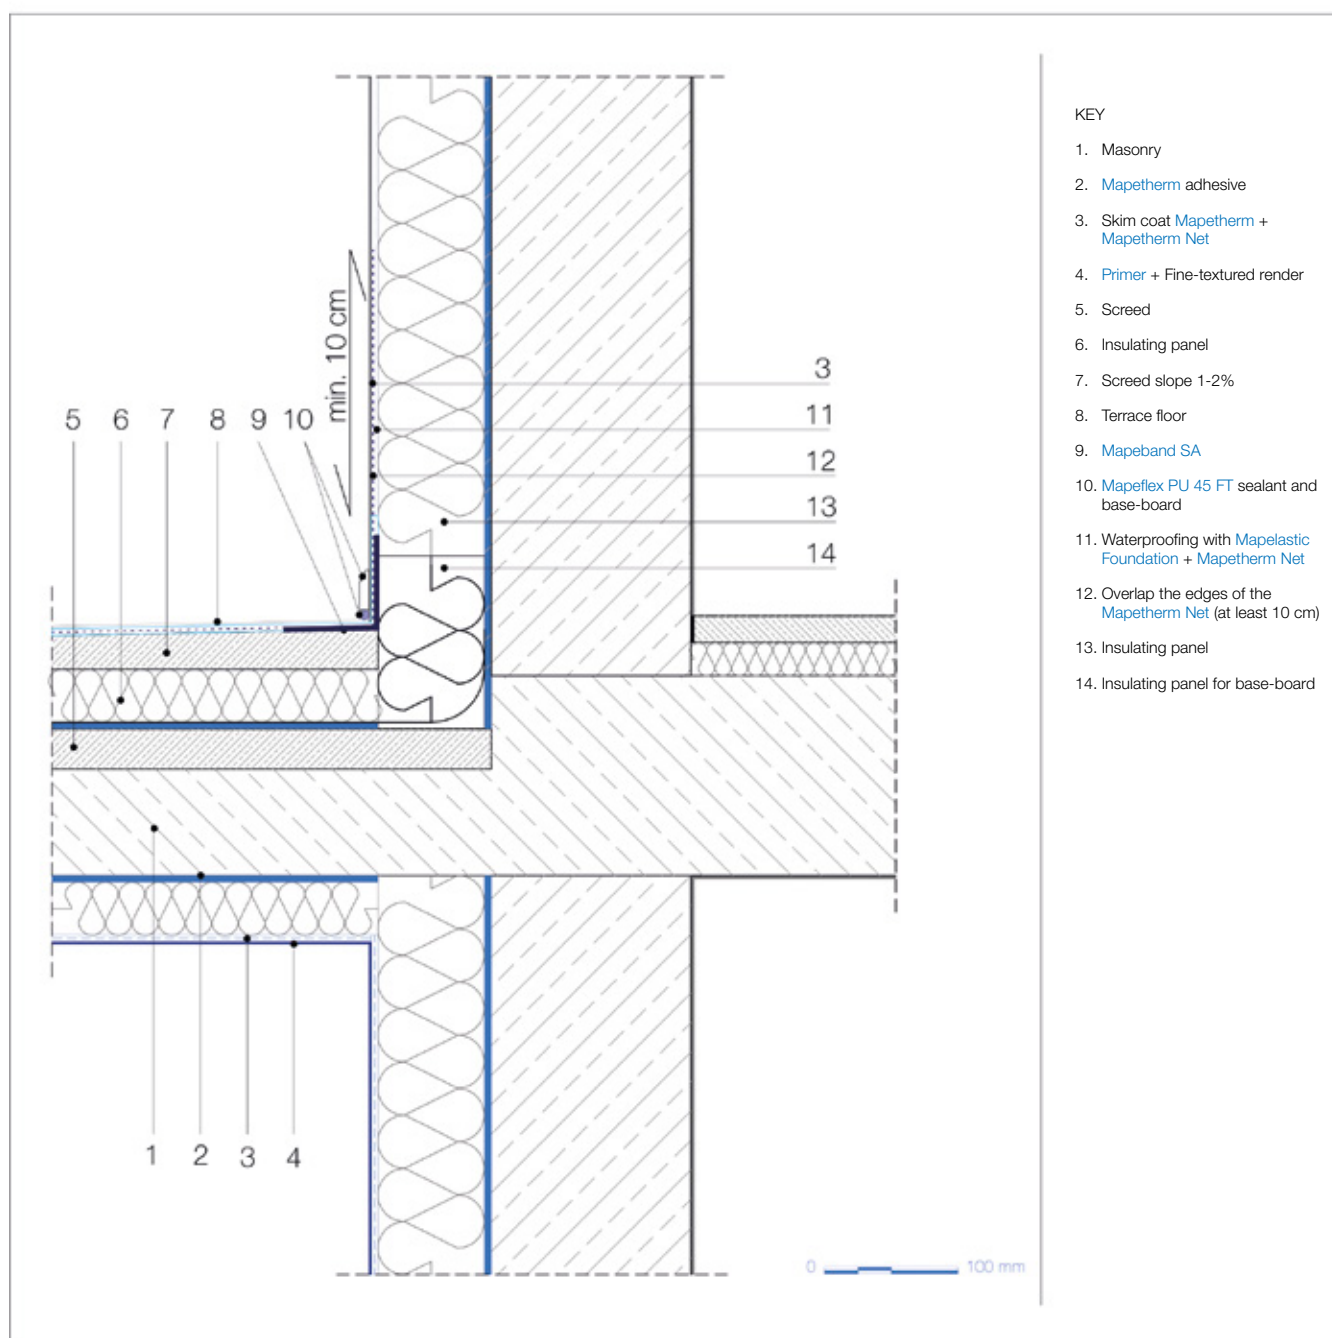 KEY
1. Masonry
2. Mapetherm adhesive
3. Skim coat Mapetherm +
Mapetherm Net
4. Primer + Fine-textured render
5. Screed
6. Insulating panel
7. Screed slope 1-2%
8. Terrace floor
9. Mapeband SA
10. Mapeflex PU 45 FT sealant and
base-board
11. Waterproofing with Mapelastic
Foundation + Mapetherm Net
12. Overlap the edges of the
Mapetherm Net (at least 10 cm)
13. Insulating panel
14. Insulating panel for base-board
min. 10 cm
3
11
12
13
14
5 6 7 8 9 10
1 2 3 4
0 100 mm